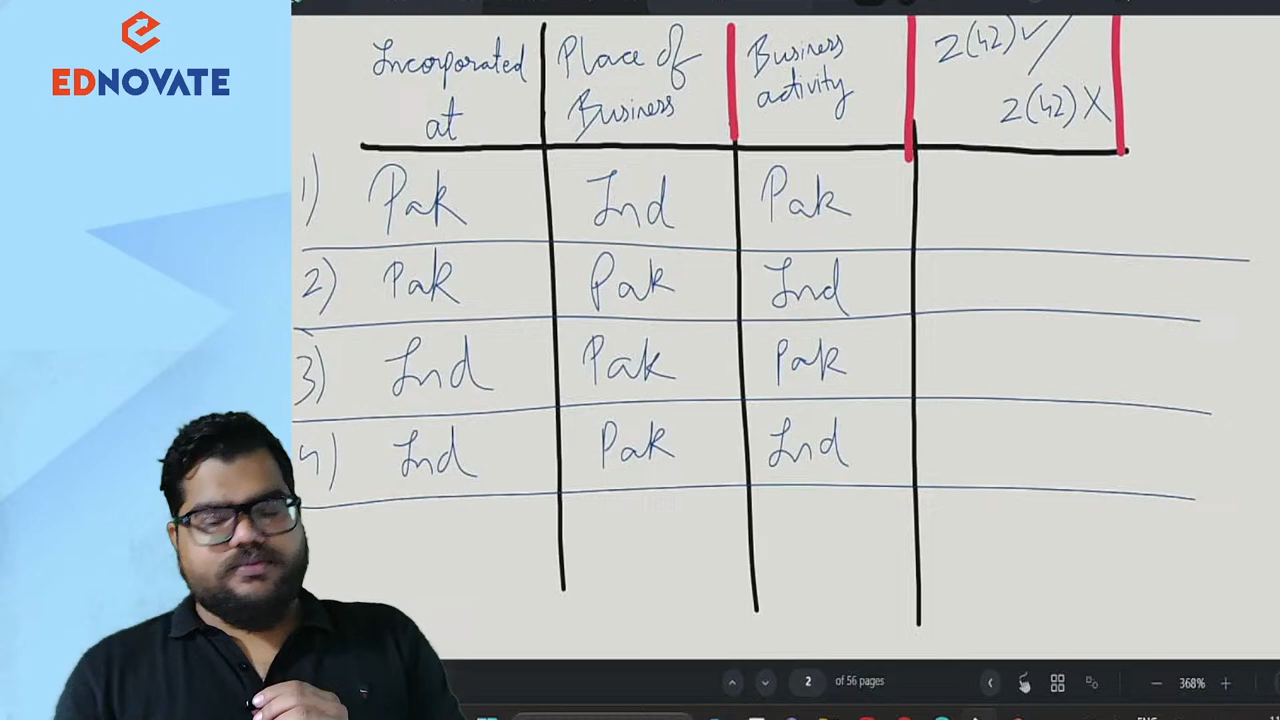 EDNOVATE
Incorporated at
Place of Business
Business activity
2(42)✓/
2(42)X
1) Pak Ind Pak
2) Pak Pak Ind
3) Ind Pak Pak
4) Ind Pak Ind
2 of 56 pages
368%